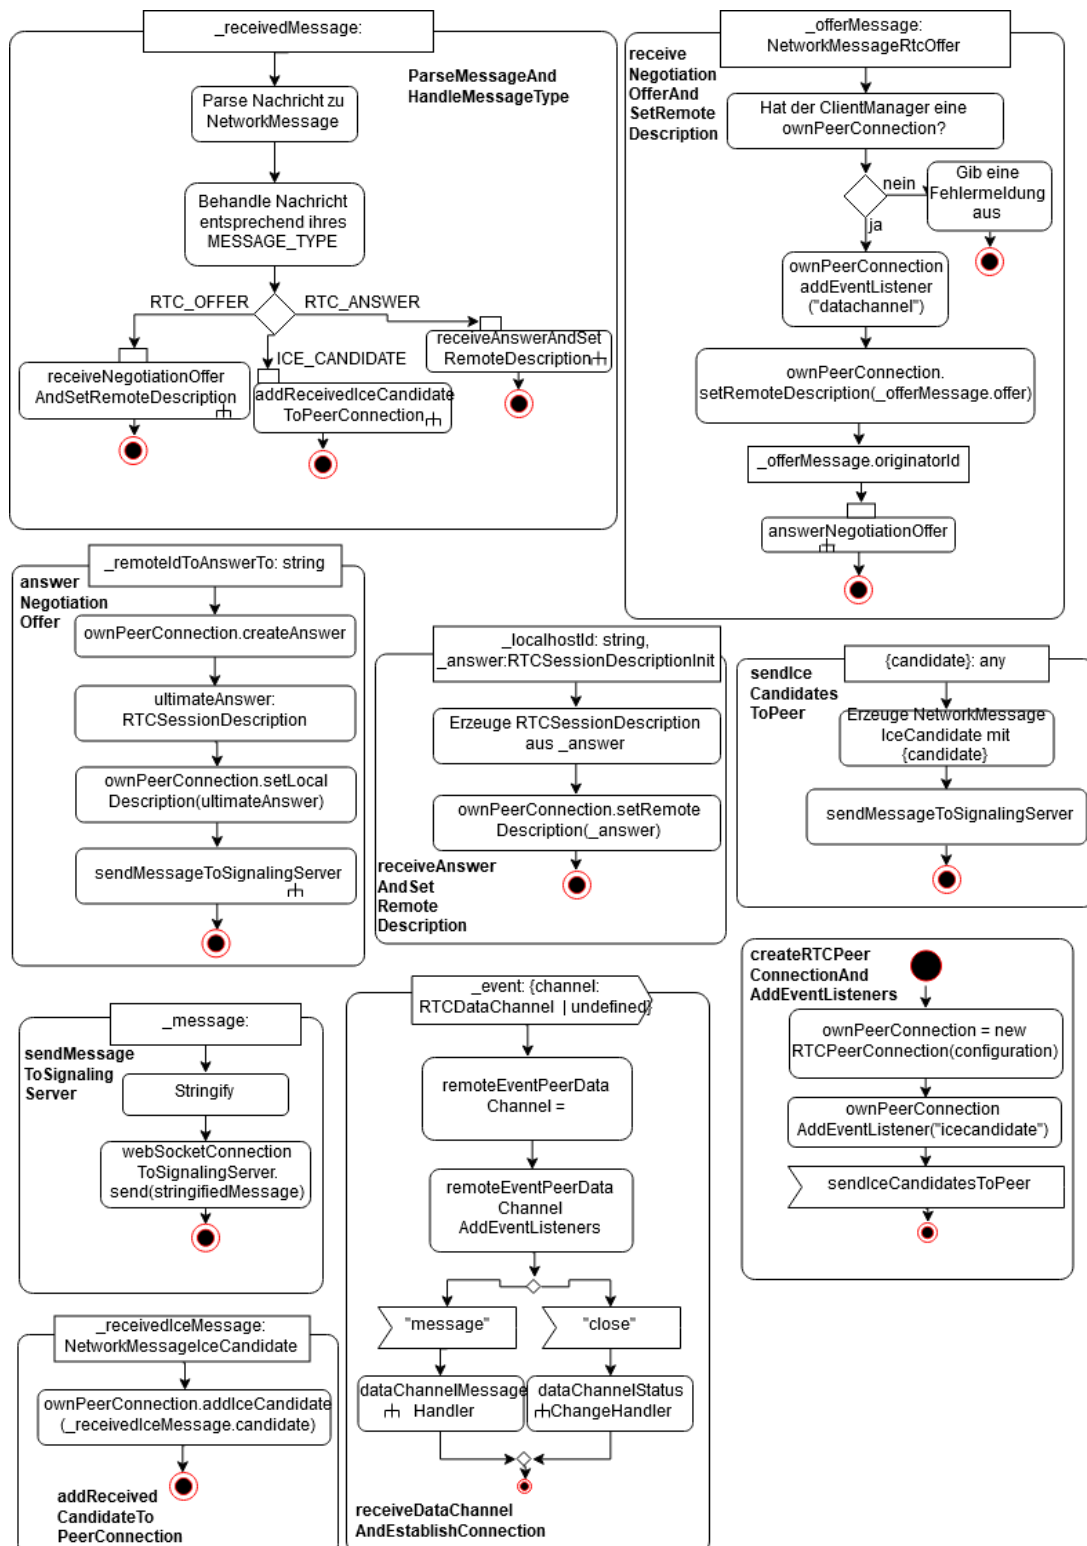 _receivedMessage:
ParseMessageAnd
HandleMessageType
Parse Nachricht zu
NetworkMessage
Behandle Nachricht
entsprechend ihres
MESSAGE_TYPE
RTC_OFFER
RTC_ANSWER
ICE_CANDIDATE
receiveNegotiationOffer
AndSetRemoteDescription
addReceivedIceCandidate
ToPeerConnection
receiveAnswerAndSet
RemoteDescription
_offerMessage:
NetworkMessageRtcOffer
receive
Negotiation
OfferAnd
SetRemote
Description
Hat der ClientManager eine
ownPeerConnection?
nein
Gib eine
Fehlermeldung
aus
ja
ownPeerConnection
addEventListener
("datachannel")
ownPeerConnection.
setRemoteDescription(_offerMessage.offer)
_offerMessage.originatorId
answerNegotiationOffer
_remoteIdToAnswerTo: string
answer
Negotiation
Offer
ownPeerConnection.createAnswer
ultimateAnswer:
RTCSessionDescription
ownPeerConnection.setLocal
Description(ultimateAnswer)
sendMessageToSignalingServer
_localhostId: string,
_answer:RTCSessionDescriptionInit
Erzeuge RTCSessionDescription
aus _answer
ownPeerConnection.setRemote
Description(_answer)
receiveAnswer
AndSet
Remote
Description
{candidate}: any
sendIce
Candidates
ToPeer
Erzeuge NetworkMessage
IceCandidate mit
{candidate}
sendMessageToSignalingServer
createRTCPeer
ConnectionAnd
AddEventListeners
ownPeerConnection = new
RTCPeerConnection(configuration)
ownPeerConnection
AddEventListener("icecandidate")
sendIceCandidatesToPeer
_message:
sendMessage
ToSignaling
Server
Stringify
webSocketConnection
ToSignalingServer.
send(stringifiedMessage)
_event: {channel:
RTCDataChannel | undefined}
remoteEventPeerData
Channel =
remoteEventPeerData
Channel
AddEventListeners
"message"
"close"
dataChannelMessage
Handler
dataChannelStatus
ChangeHandler
receiveDataChannel
AndEstablishConnection
_receivedIceMessage:
NetworkMessageIceCandidate
ownPeerConnection.addIceCandidate
(_receivedIceMessage.candidate)
addReceived
CandidateTo
PeerConnection